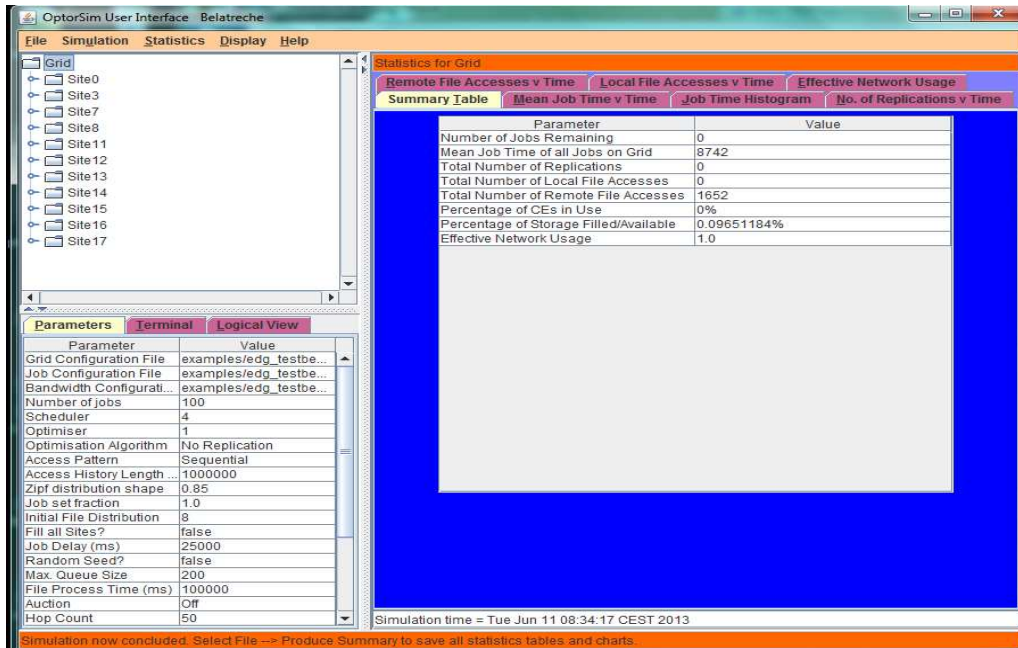 OptorSim User Interface Belatreche
File Simulation Statistics Display Help
Grid
Site0
Site3
Site7
Site8
Site11
Site12
Site13
Site14
Site15
Site16
Site17
Parameters Terminal Logical View
Parameter Value
Grid Configuration File examples/edg_testbe...
Job Configuration File examples/edg_testbe...
Bandwidth Configurati... examples/edg_testbe...
Number of jobs 100
Scheduler 4
Optimiser 1
Optimisation Algorithm No Replication
Access Pattern Sequential
Access History Length ... 1000000
Zipf distribution shape 0.85
Job set fraction 1.0
Initial File Distribution 8
Fill all Sites? false
Job Delay (ms) 25000
Random Seed? false
Max. Queue Size 200
File Process Time (ms) 100000
Auction Off
Hop Count 50
Statistics for Grid
Remote File Accesses v Time Local File Accesses v Time Effective Network Usage
Summary Table Mean Job Time v Time Job Time Histogram No. of Replications v Time
Parameter Value
Number of Jobs Remaining 0
Mean Job Time of all Jobs on Grid 8742
Total Number of Replications 0
Total Number of Local File Accesses 0
Total Number of Remote File Accesses 1652
Percentage of CEs in Use 0%
Percentage of Storage Filled/Available 0.09651184%
Effective Network Usage 1.0
Simulation time = Tue Jun 11 08:34:17 CEST 2013
Simulation now concluded. Select File --> Produce Summary to save all statistics tables and charts.